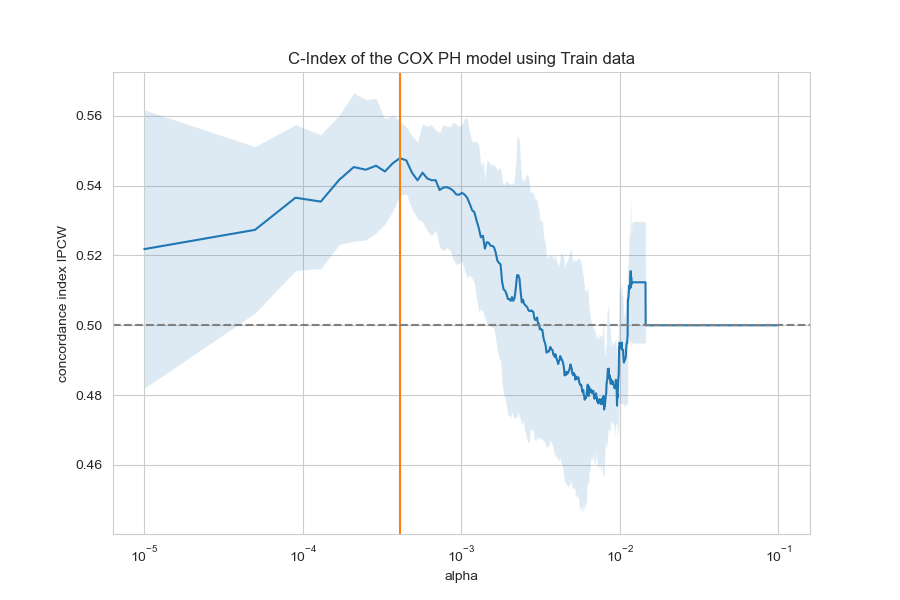 C-Index of the COX PH model using Train data
concordance index IPCW
0.56
0.54
0.52
0.50
0.48
0.46
10⁻⁵ 10⁻⁴ 10⁻³ 10⁻² 10⁻¹
alpha